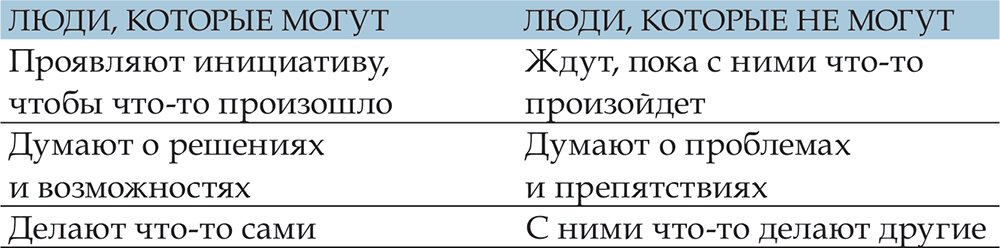 ЛЮДИ, КОТОРЫЕ МОГУТ
ЛЮДИ, КОТОРЫЕ НЕ МОГУТ
Проявляют инициативу,
чтобы что-то произошло
Ждут, пока с ними что-то
произойдет
Думают о решениях
и возможностях
Думают о проблемах
и препятствиях
Делают что-то сами
С ними что-то делают другие